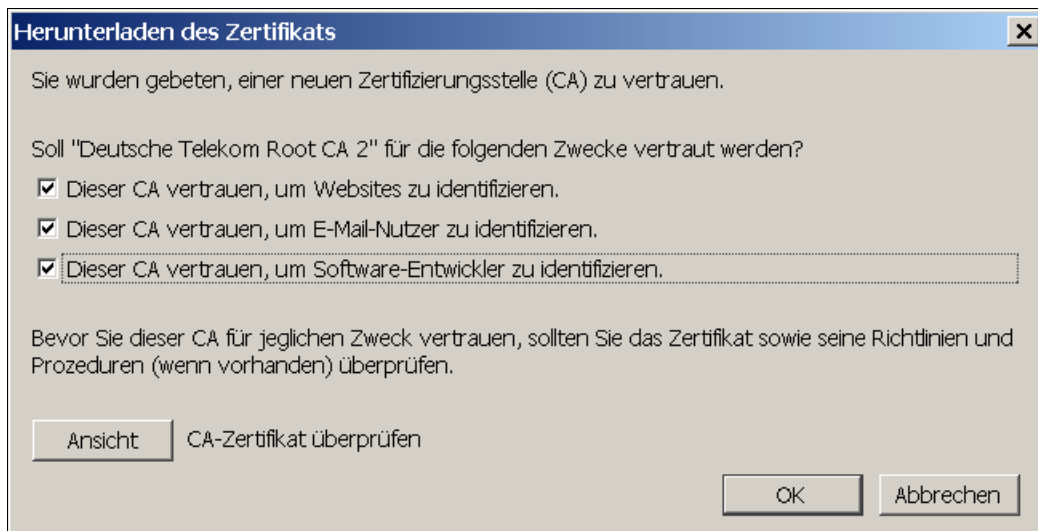 Herunterladen des Zertifikats
Sie wurden gebeten, einer neuen Zertifizierungsstelle (CA) zu vertrauen.
Soll "Deutsche Telekom Root CA 2" für die folgenden Zwecke vertraut werden?
Dieser CA vertrauen, um Websites zu identifizieren.
Dieser CA vertrauen, um E-Mail-Nutzer zu identifizieren.
Dieser CA vertrauen, um Software-Entwickler zu identifizieren.
Bevor Sie dieser CA für jeglichen Zweck vertrauen, sollten Sie das Zertifikat sowie seine Richtlinien und
Prozeduren (wenn vorhanden) überprüfen.
Ansicht CA-Zertifikat überprüfen
OK Abbrechen